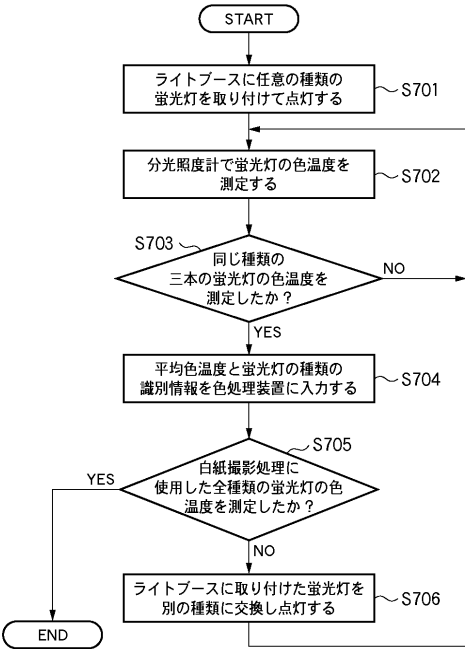 START
ライトブースに任意の種類の
蛍光灯を取り付けて点灯する
S701
分光照度計で蛍光灯の色温度を
測定する
S702
S703
同じ種類の
三本の蛍光灯の色温度を
測定したか？
NO
YES
平均色温度と蛍光灯の種類の
識別情報を色処理装置に入力する
S704
S705
白紙撮影処理に
使用した全種類の蛍光灯の色
温度を測定したか？
YES
NO
ライトブースに取り付けた蛍光灯を
別の種類に交換し点灯する
S706
END